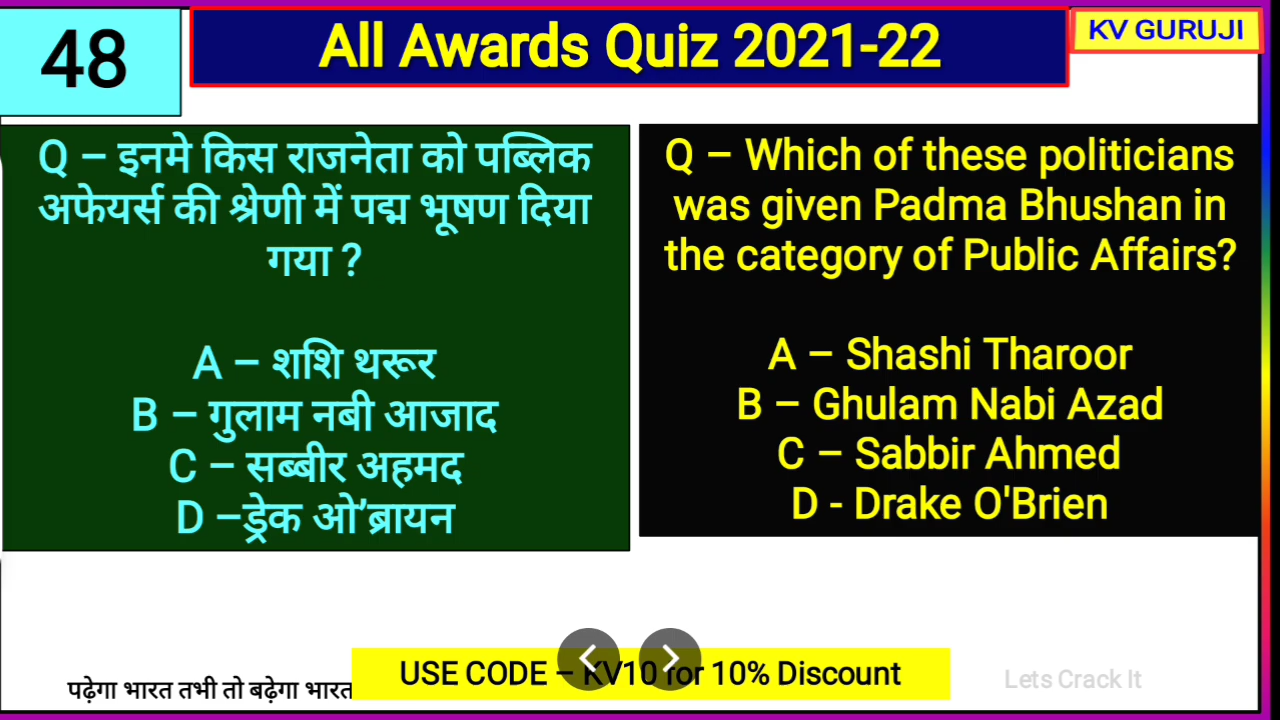 48
All Awards Quiz 2021-22
KV GURUJI
Q – इनमे किस राजनेता को पब्लिक
अफेयर्स की श्रेणी में पद्म भूषण दिया
गया ?
A – शशि थरूर
B – गुलाम नबी आजाद
C – सब्बीर अहमद
D –ड्रेक ओ'ब्रायन
Q – Which of these politicians
was given Padma Bhushan in
the category of Public Affairs?
A – Shashi Tharoor
B – Ghulam Nabi Azad
C – Sabbir Ahmed
D - Drake O'Brien
पढ़ेगा भारत तभी तो बढ़ेगा भारत
USE CODE – KV10 for 10% Discount
Lets Crack It